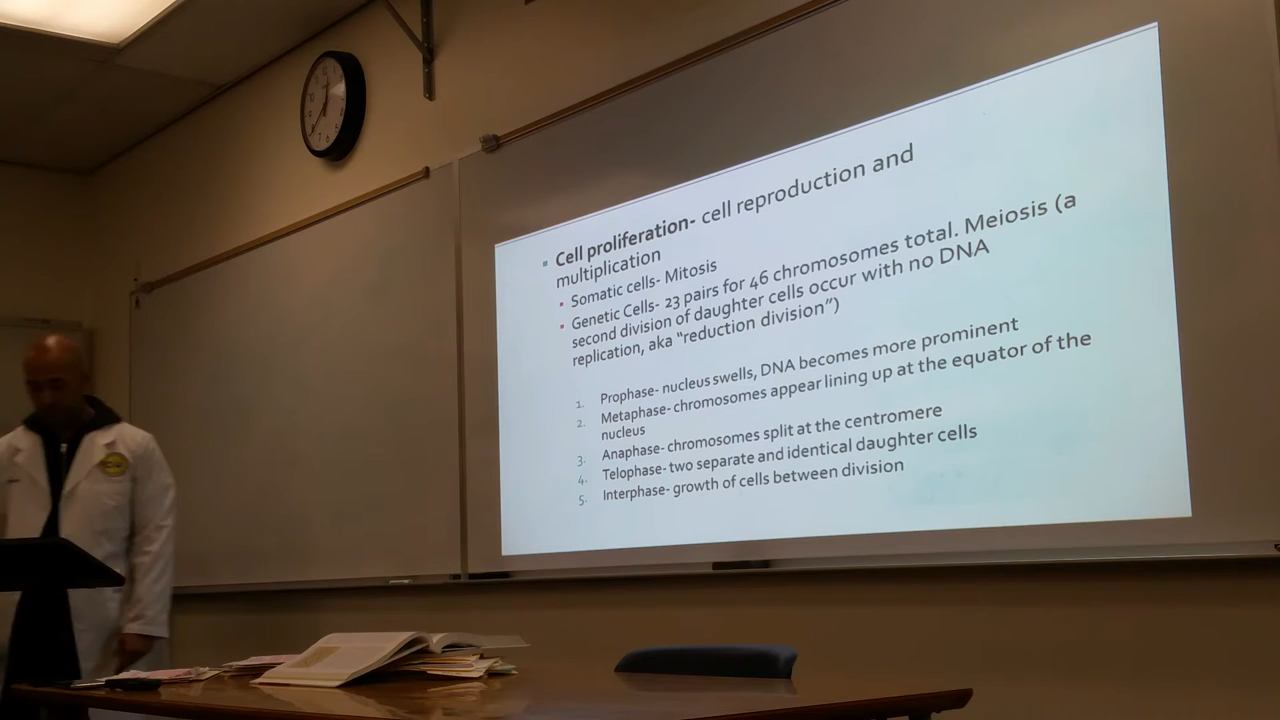 Cell proliferation- cell reproduction and
multiplication
Somatic cells- Mitosis
Genetic Cells- 23 pairs for 46 chromosomes total. Meiosis (a
second division of daughter cells occur with no DNA
replication, aka “reduction division”)
1. Prophase- nucleus swells, DNA becomes more prominent
2. Metaphase- chromosomes appear lining up at the equator of the
nucleus
3. Anaphase- chromosomes split at the centromere
4. Telophase- two separate and identical daughter cells
5. Interphase- growth of cells between division